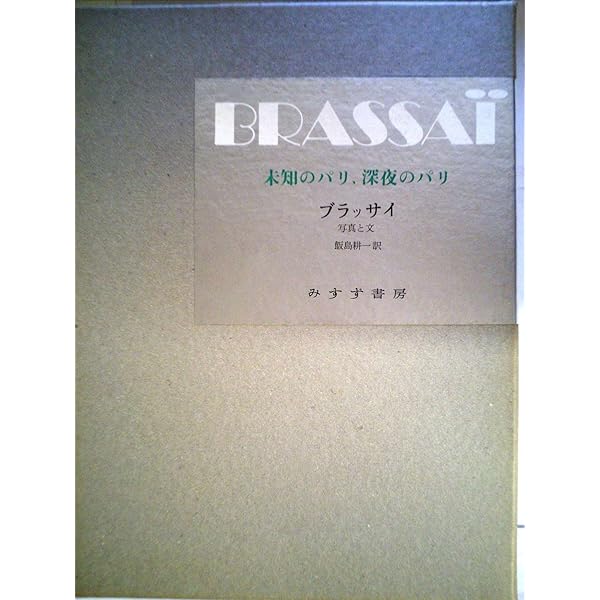 BRASSAÏ
未知のパリ、深夜のパリ
ブラッサイ
写真と文
飯島耕一訳
みすず書房